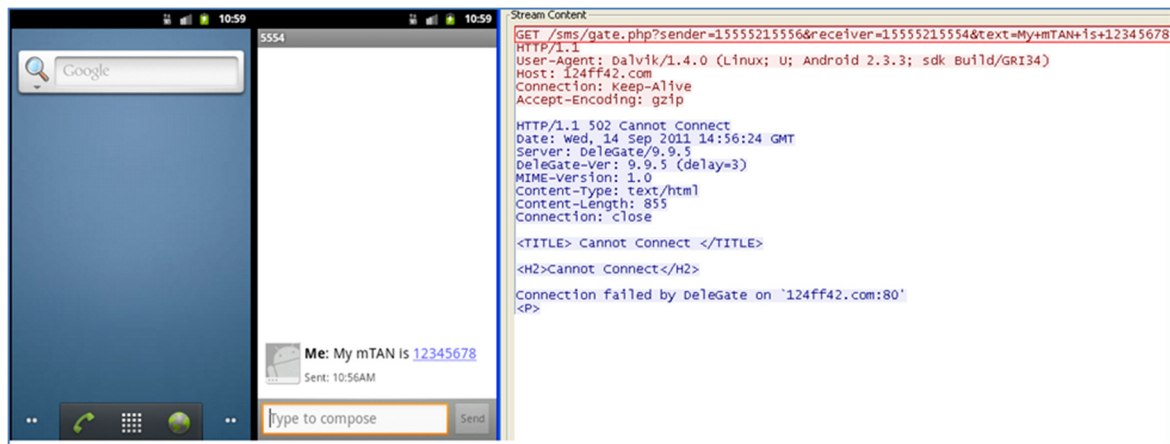 10:59
Google
10:59
5554
Me: My mTAN is 12345678
Sent: 10:56AM
Type to compose
Send
Stream Content
GET /sms/gate.php?sender=15555215556&receiver=15555215554&text=My+mTAN+is+12345678
HTTP/1.1
User-Agent: Dalvik/1.4.0 (Linux; U; Android 2.3.3; sdk Build/GRI34)
Host: 124ff42.com
Connection: Keep-Alive
Accept-Encoding: gzip
HTTP/1.1 502 Cannot Connect
Date: Wed, 14 Sep 2011 14:56:24 GMT
Server: DeleGate/9.9.5
DeleGate-Ver: 9.9.5 (delay=3)
MIME-Version: 1.0
Content-Type: text/html
Content-Length: 855
Connection: close
<TITLE> Cannot Connect </TITLE>
<H2>Cannot Connect</H2>
Connection failed by DeleGate on `124ff42.com:80'
<P>